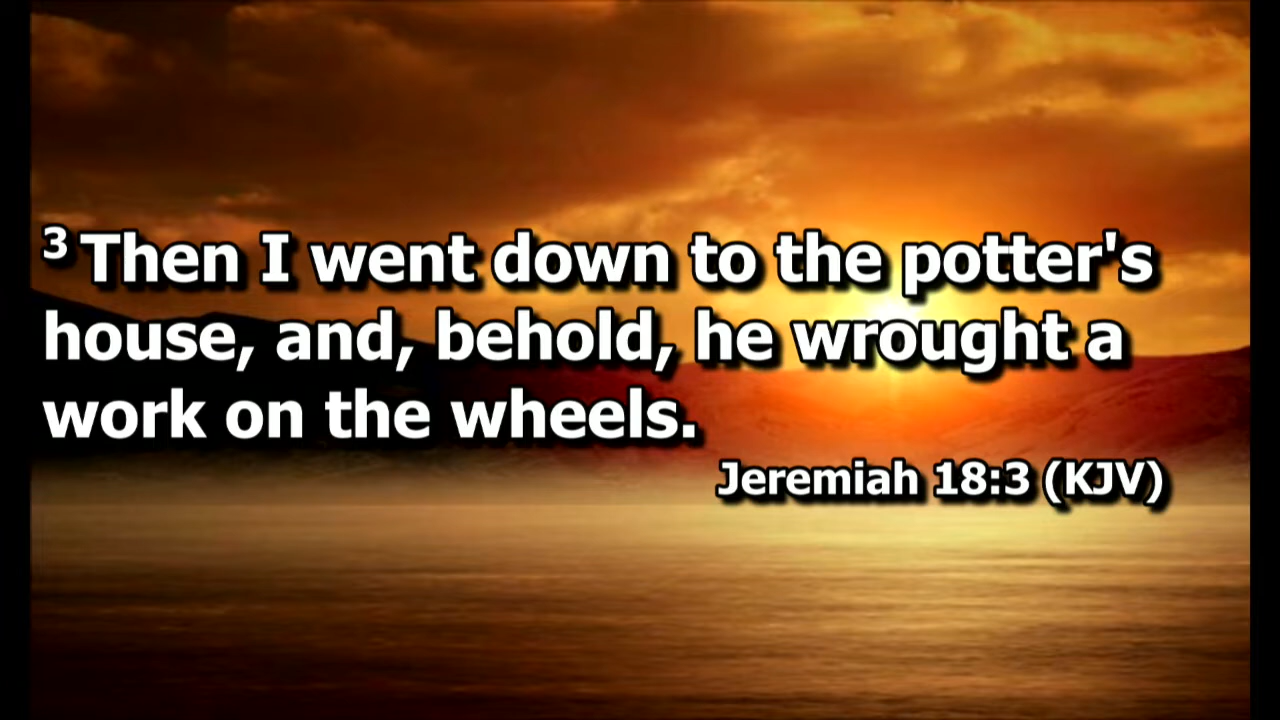 3 Then I went down to the potter's
house, and, behold, he wrought a
work on the wheels.
Jeremiah 18:3 (KJV)